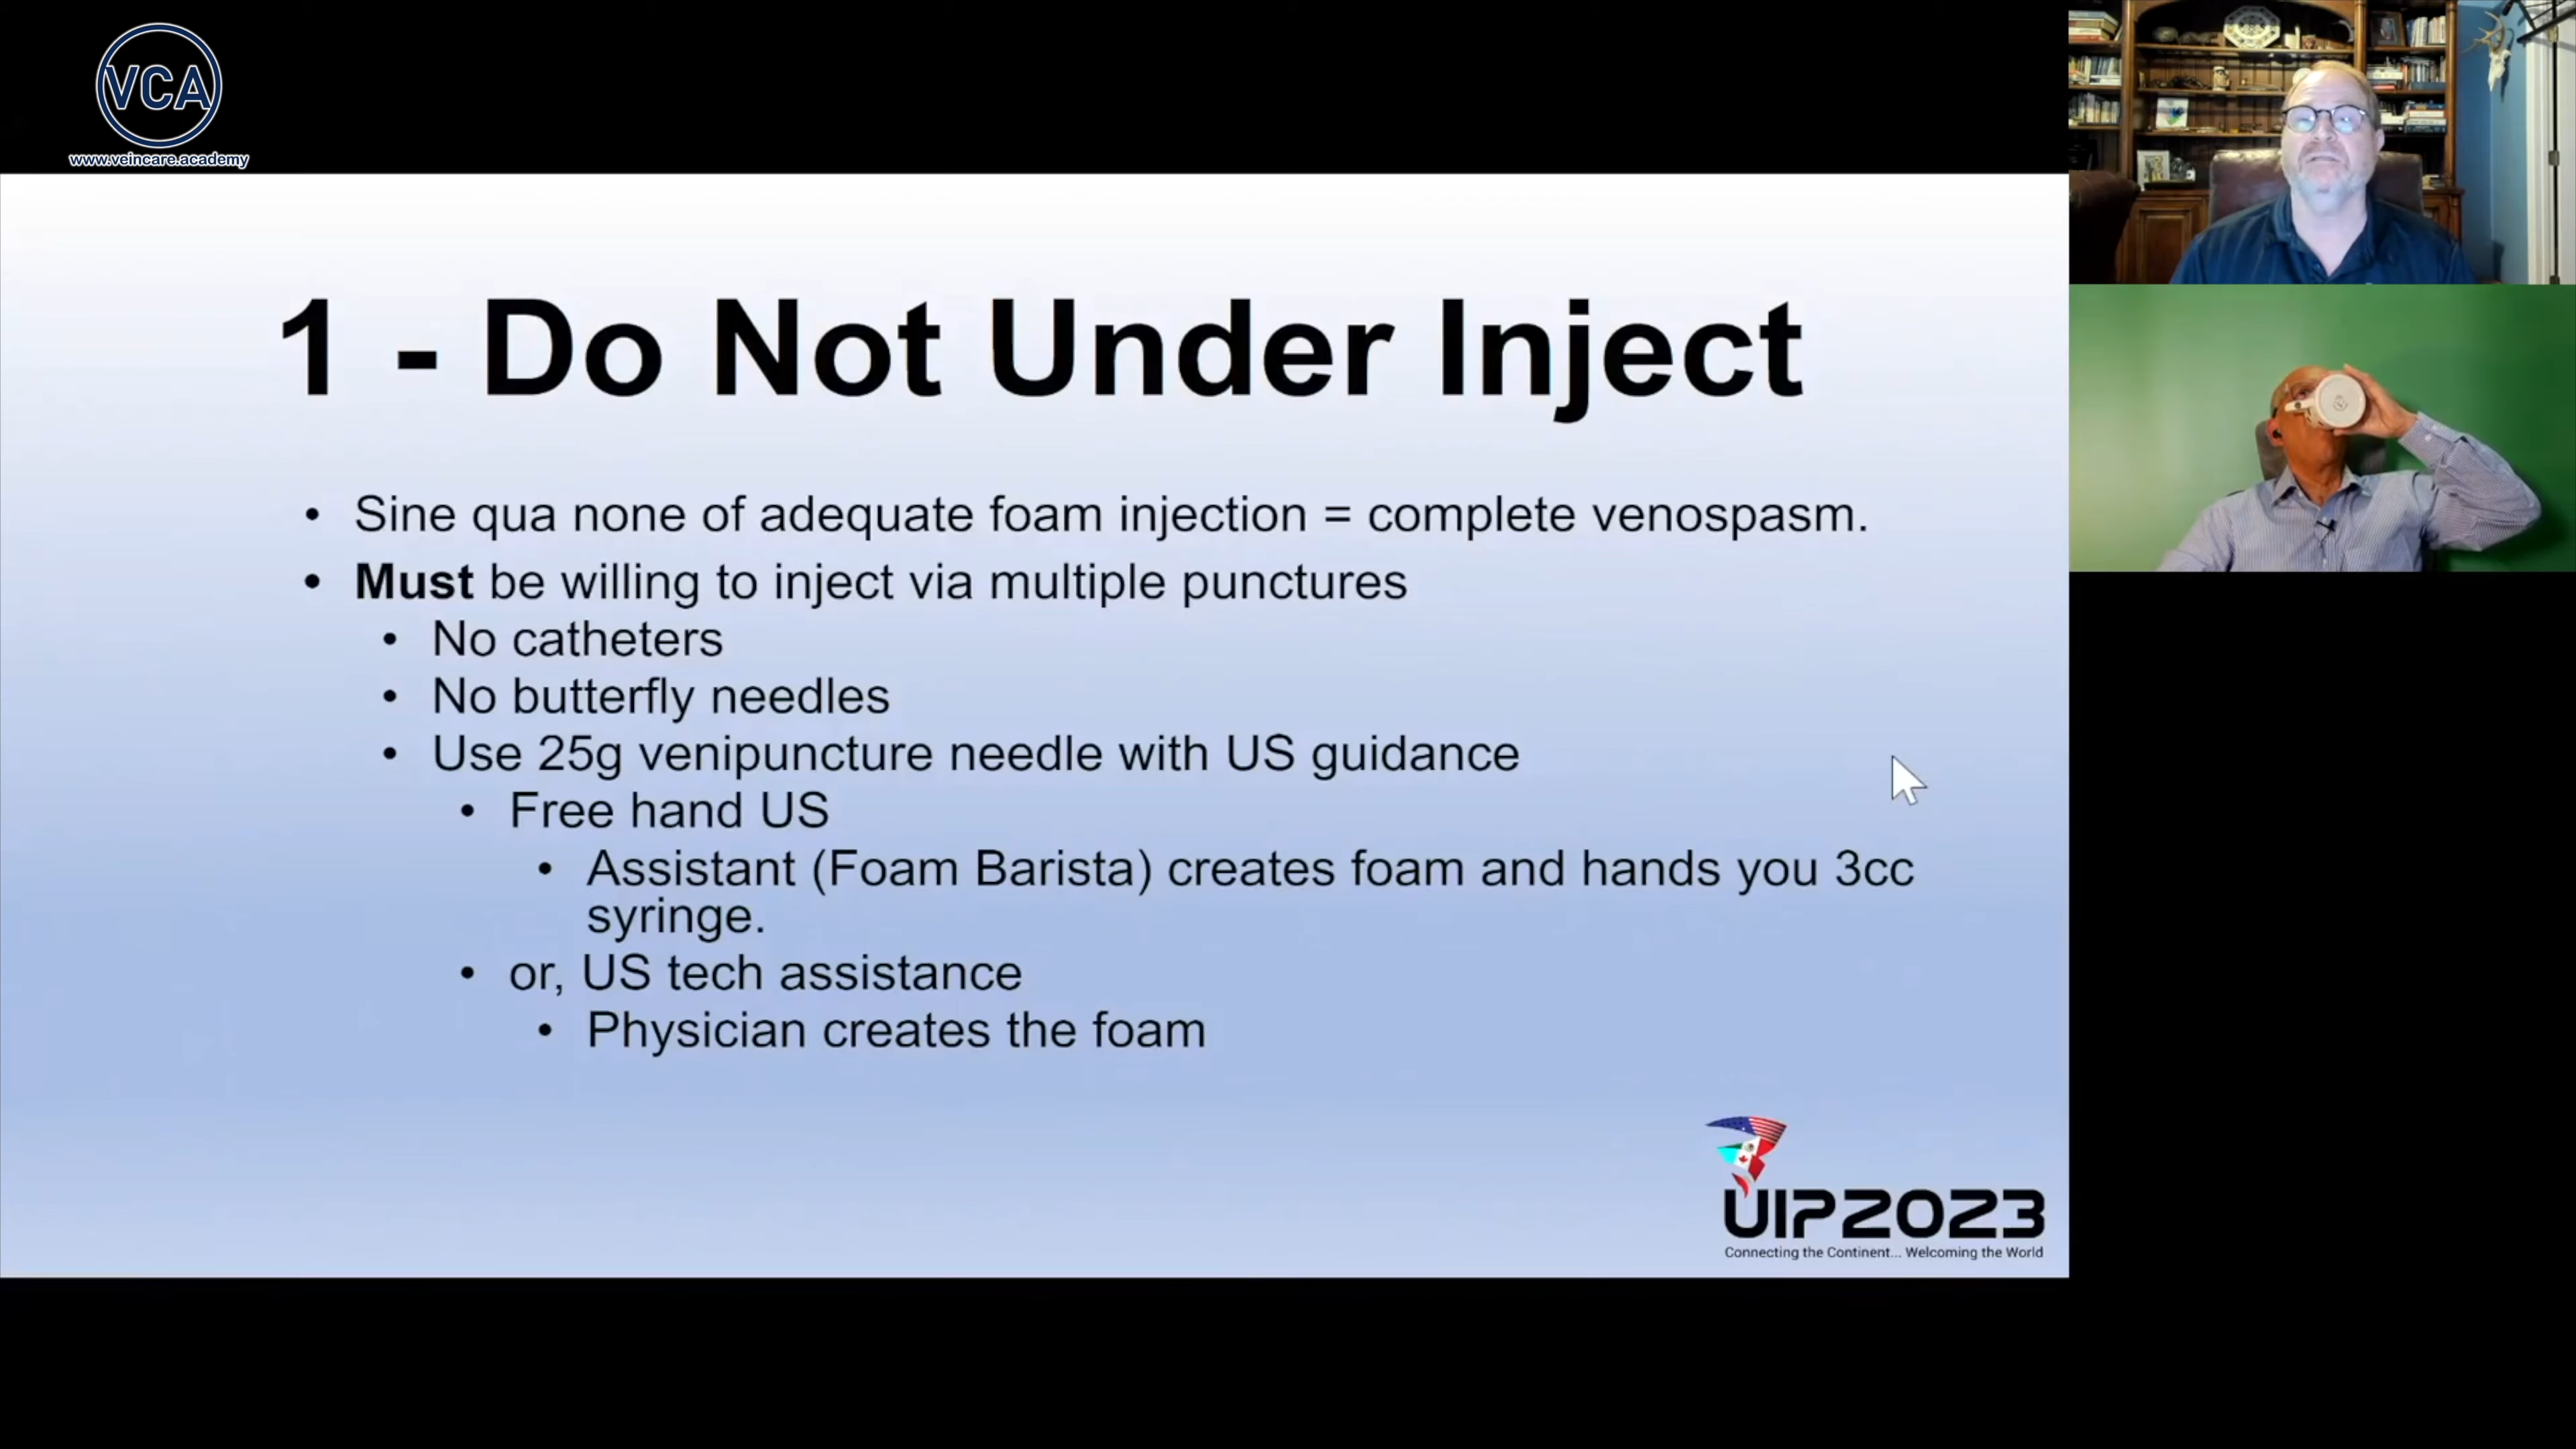 VCA
www.veincare.academy
1 - Do Not Under Inject
• Sine qua none of adequate foam injection = complete venospasm.
• Must be willing to inject via multiple punctures
• No catheters
• No butterfly needles
• Use 25g venipuncture needle with US guidance
• Free hand US
• Assistant (Foam Barista) creates foam and hands you 3cc
syringe.
• or, US tech assistance
• Physician creates the foam
UIP2023
Connecting the Continent... Welcoming the World